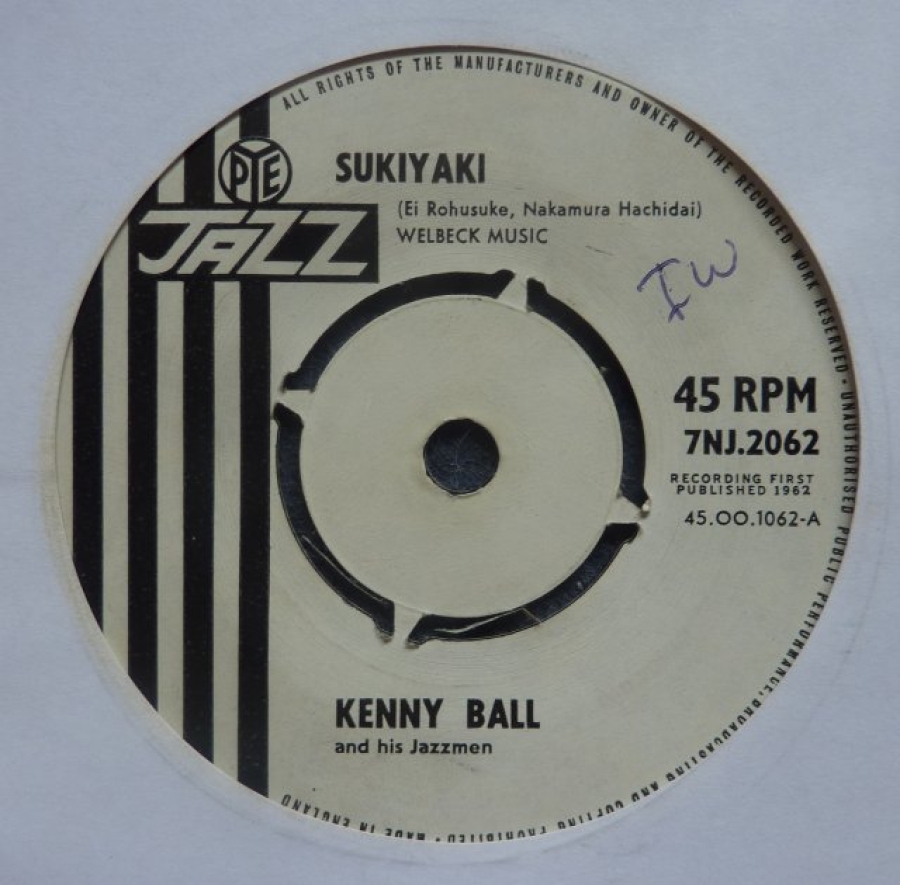 ALL RIGHTS OF THE MANUFACTURERS AND OWNER OF THE RECORDED WORK RESERVED · UNAUTHORISED PUBLIC PERFORMANCE, BROADCASTING AND COPYING PROHIBITED · MADE IN ENGLAND
PYE
JAZZ
SUKIYAKI
(Ei Rohusuke, Nakamura Hachidai)
WELBECK MUSIC
IW
45 RPM
7NJ.2062
RECORDING FIRST
PUBLISHED 1962
45.OO.1062-A
KENNY BALL
and his Jazzmen